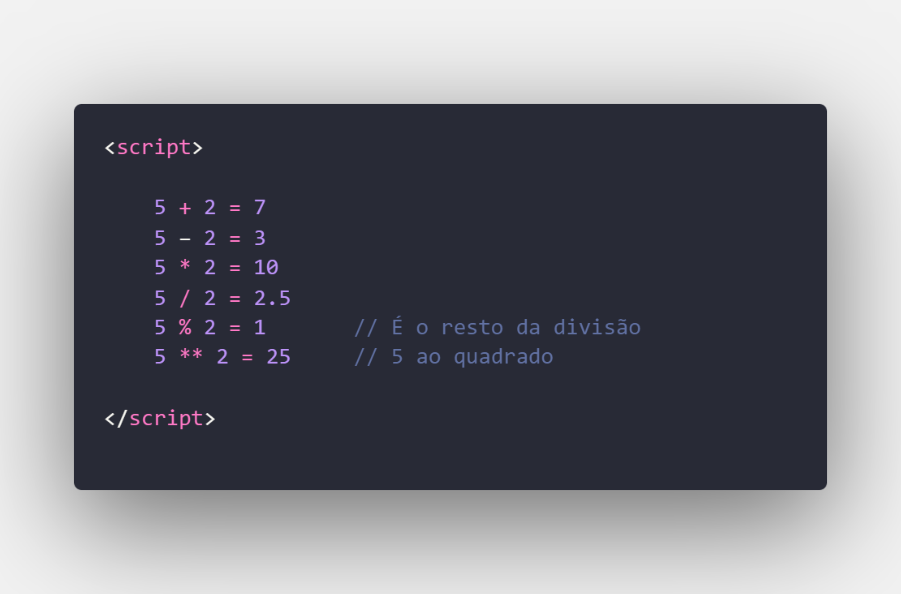 <script>
5 + 2 = 7
5 – 2 = 3
5 * 2 = 10
5 / 2 = 2.5
5 % 2 = 1 // É o resto da divisão
5 ** 2 = 25 // 5 ao quadrado
</script>